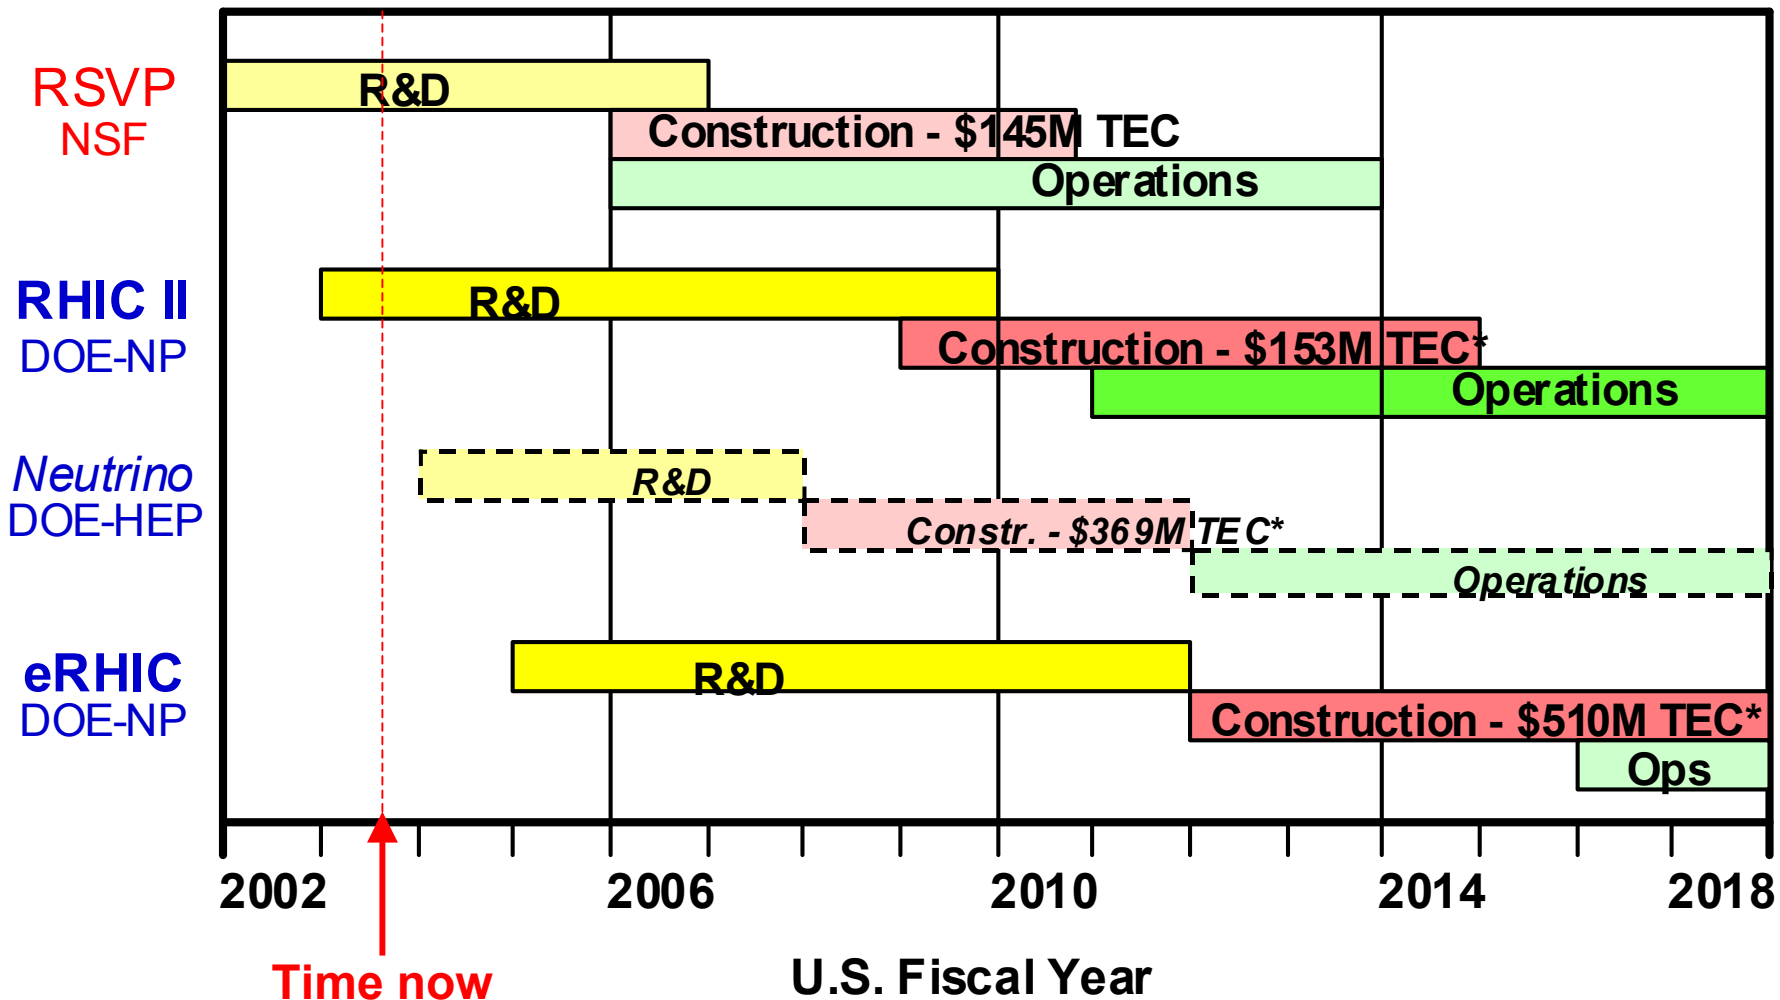 RSVP
NSF
R&D
Construction - $145M TEC
Operations
RHIC II
DOE-NP
R&D
Construction - $153M TEC*
Operations
Neutrino
DOE-HEP
R&D
Constr. - $369M TEC*
Operations
eRHIC
DOE-NP
R&D
Construction - $510M TEC*
Ops
2002 2006 2010 2014 2018
Time now
U.S. Fiscal Year